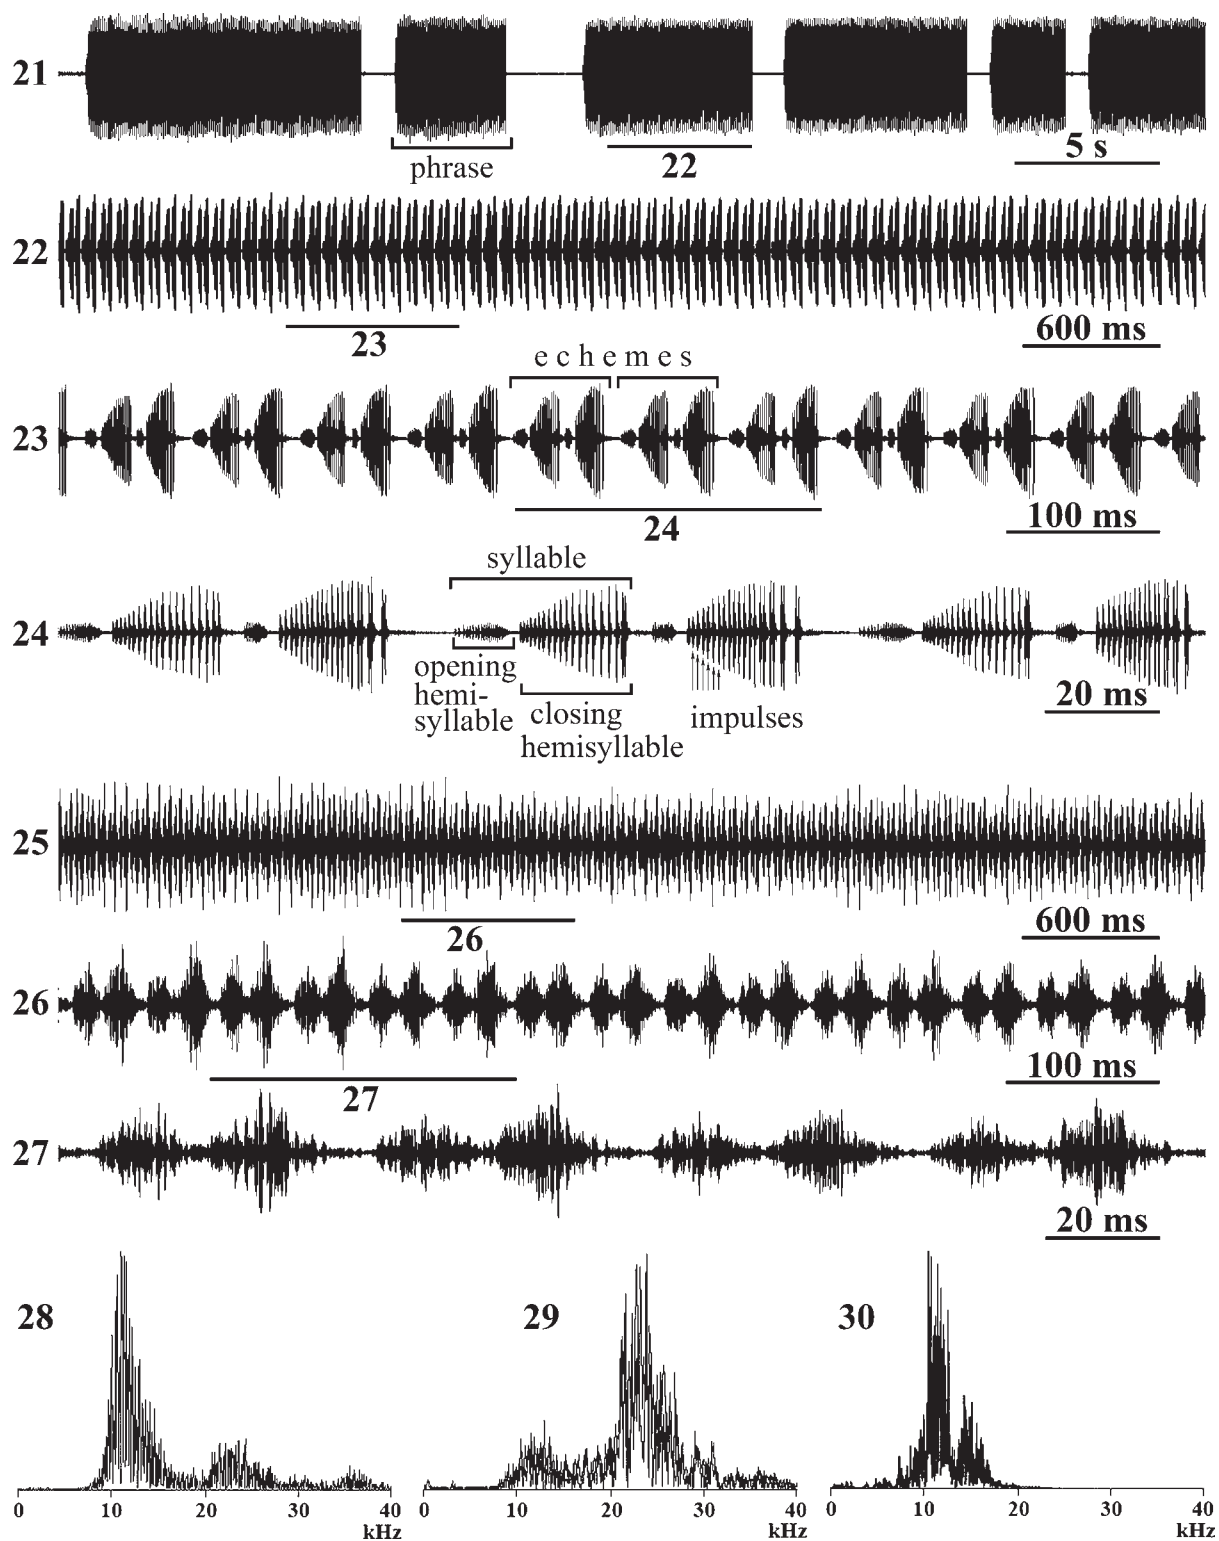 21
phrase
22
5 s
22
23
600 ms
echemes
23
24
100 ms
syllable
24
opening
hemi-
syllable
closing
hemisyllable
impulses
20 ms
25
26
600 ms
26
27
100 ms
27
20 ms
28
29
30
0 10 20 30 40
kHz
0 10 20 30 40
kHz
0 10 20 30 40
kHz